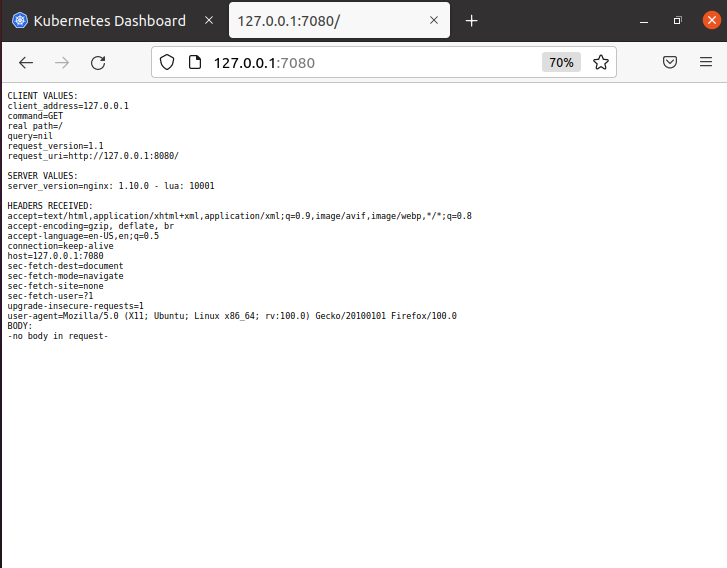 Kubernetes Dashboard
127.0.0.1:7080/
127.0.0.1:7080
70%
CLIENT VALUES:
client_address=127.0.0.1
command=GET
real path=/
query=nil
request_version=1.1
request_uri=http://127.0.0.1:8080/
SERVER VALUES:
server_version=nginx: 1.10.0 - lua: 10001
HEADERS RECEIVED:
accept=text/html,application/xhtml+xml,application/xml;q=0.9,image/avif,image/webp,*/*;q=0.8
accept-encoding=gzip, deflate, br
accept-language=en-US,en;q=0.5
connection=keep-alive
host=127.0.0.1:7080
sec-fetch-dest=document
sec-fetch-mode=navigate
sec-fetch-site=none
sec-fetch-user=?1
upgrade-insecure-requests=1
user-agent=Mozilla/5.0 (X11; Ubuntu; Linux x86_64; rv:100.0) Gecko/20100101 Firefox/100.0
BODY:
-no body in request-